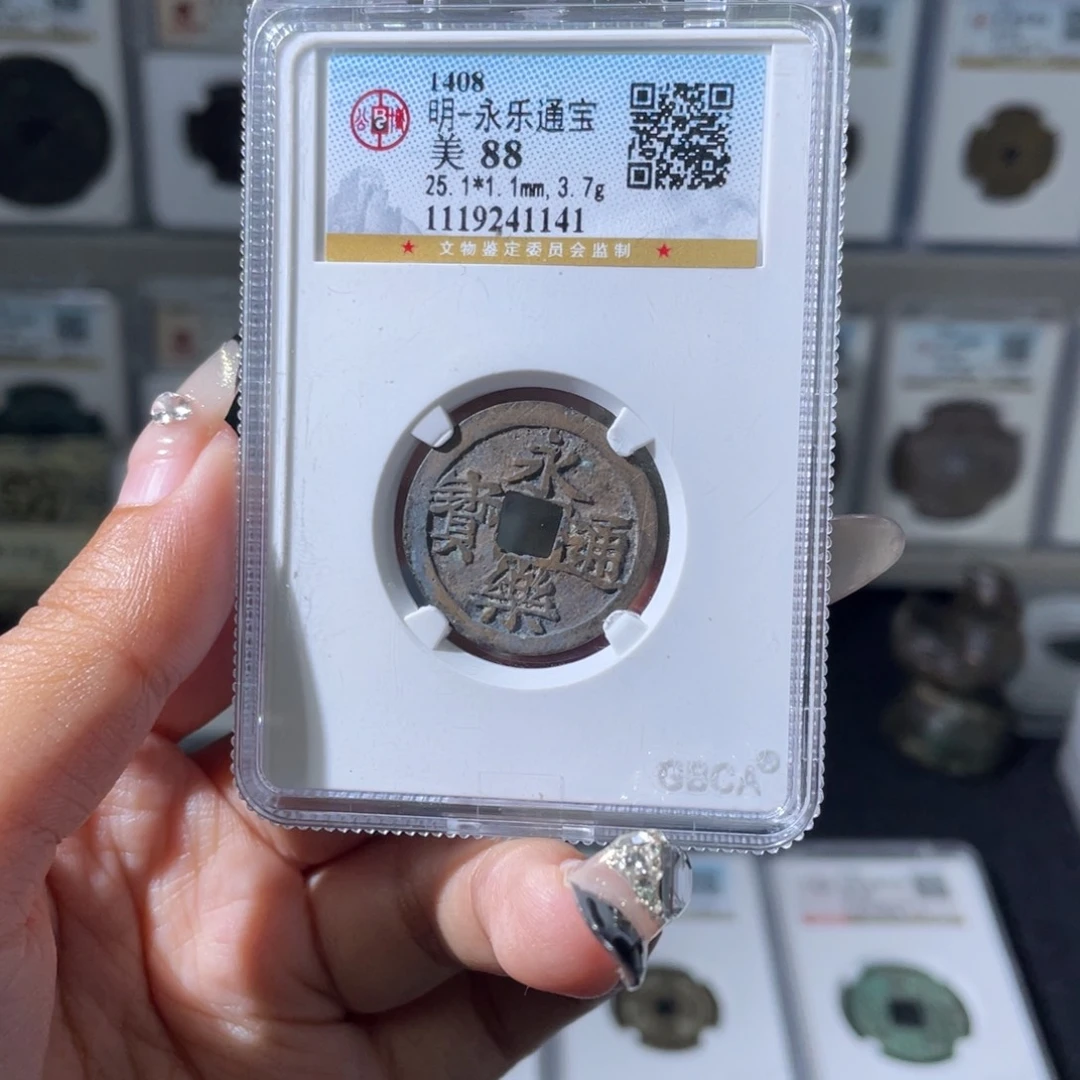 1408
明-永乐通宝
美 88
25.1*1.1mm, 3.7g
1119241141
★ 文物鉴定委员会监制 ★
永
寶 通
樂
GBCA®